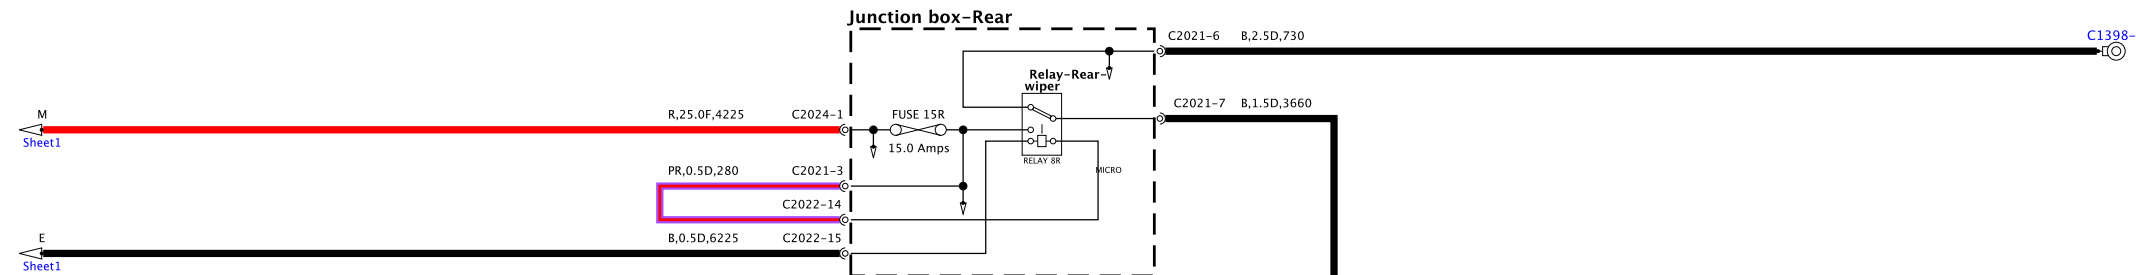 Junction box-Rear
C2021-6 B,2.5D,730
C1398-
Relay-Rear-
wiper
M
R,25.0F,4225 C2024-1
FUSE 15R
C2021-7 B,1.5D,3660
Sheet1
15.0 Amps
RELAY 8R
PR,0.5D,280 C2021-3
MICRO
C2022-14
E
B,0.5D,6225 C2022-15
Sheet1